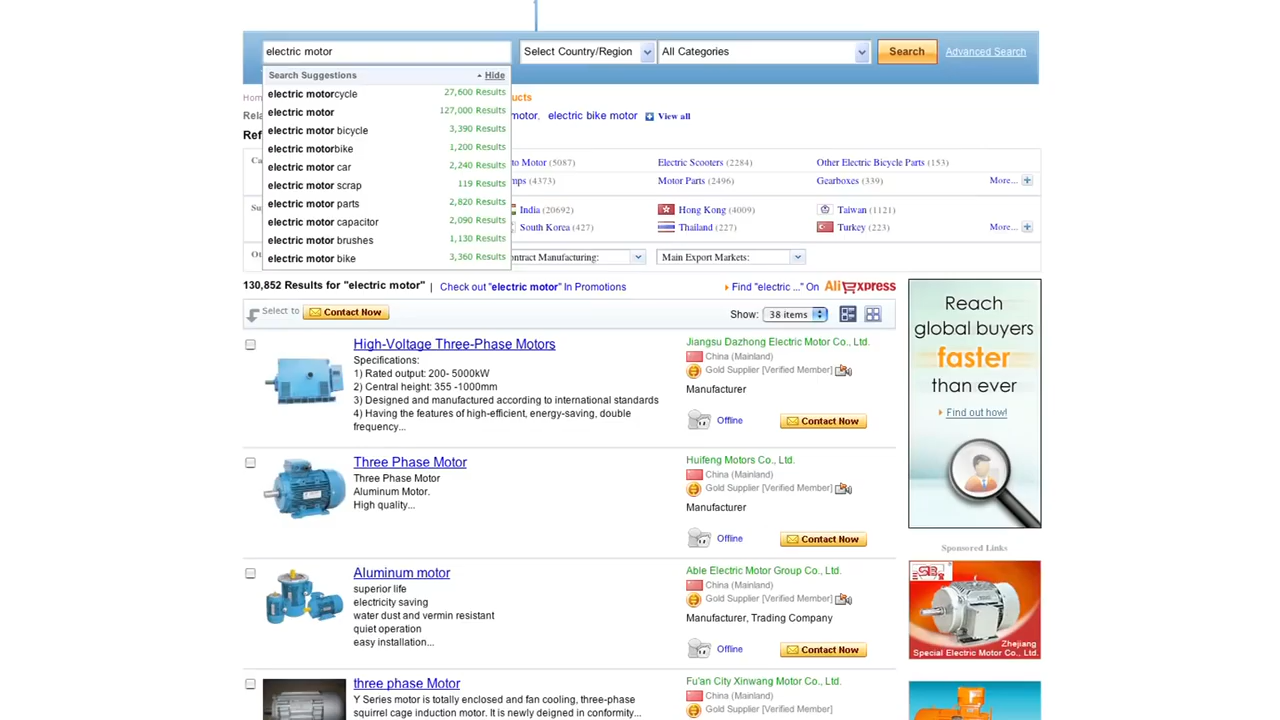 electric motor
Select Country/Region
All Categories
Search
Advanced Search
Search Suggestions
Hide
electric motorcycle 27,600 Results
electric motor 127,000 Results
electric motor bicycle 3,390 Results
electric motorbike 1,200 Results
electric motor car 2,240 Results
electric motor scrap 119 Results
electric motor parts 2,820 Results
electric motor capacitor 2,090 Results
electric motor brushes 1,130 Results
electric motor bike 3,360 Results
electric bike motor View all
Motor (5087) Electric Scooters (2284) Other Electric Bicycle Parts (153)
(4373) Motor Parts (2496) Gearboxes (339) More...
India (20692) Hong Kong (4009) Taiwan (1121)
South Korea (427) Thailand (227) Turkey (223) More...
Manufacturing: Main Export Markets:
130,852 Results for "electric motor" | Check out "electric motor" In Promotions
Find "electric ..." On AliExpress
Select to Contact Now
Show: 38 items
High-Voltage Three-Phase Motors
Specifications:
1) Rated output: 200- 5000kW
2) Central height: 355 -1000mm
3) Designed and manufactured according to international standards
4) Having the features of high-efficient, energy-saving, double
frequency...
Jiangsu Dazhong Electric Motor Co., Ltd.
China (Mainland)
Gold Supplier [Verified Member]
Manufacturer
Offline
Contact Now
Three Phase Motor
Three Phase Motor
Aluminum Motor.
High quality...
Huifeng Motors Co., Ltd.
China (Mainland)
Gold Supplier [Verified Member]
Manufacturer
Offline
Contact Now
Aluminum motor
superior life
electricity saving
water dust and vermin resistant
quiet operation
easy installation...
Able Electric Motor Group Co., Ltd.
China (Mainland)
Gold Supplier [Verified Member]
Manufacturer, Trading Company
Offline
Contact Now
three phase Motor
Y Series motor is totally enclosed and fan cooling, three-phase
squirrel cage induction motor. It is newly deigned in conformity...
Fu'an City Xinwang Motor Co., Ltd.
China (Mainland)
Gold Supplier [Verified Member]
Reach
global buyers
faster
than ever
Find out how!
Sponsored Links
Zhejiang
Special Electric Motor Co., Ltd.